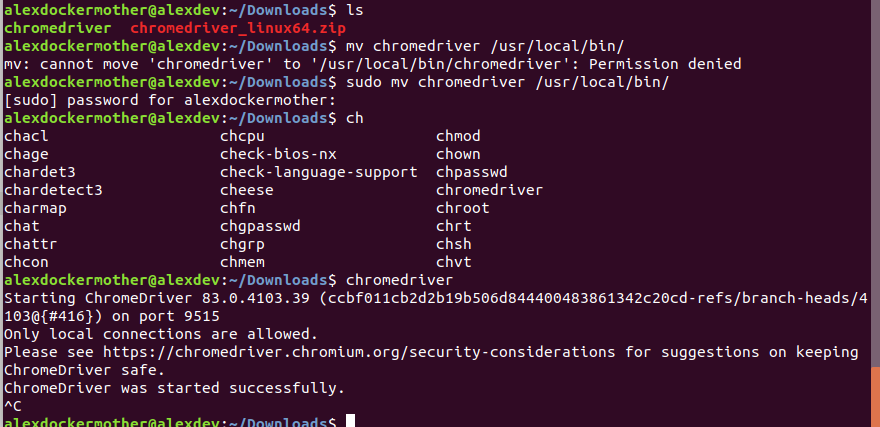 alexdockermother@alexdev:~/Downloads$ ls
chromedriver  chromedriver_linux64.zip
alexdockermother@alexdev:~/Downloads$ mv chromedriver /usr/local/bin/
mv: cannot move 'chromedriver' to '/usr/local/bin/chromedriver': Permission denied
alexdockermother@alexdev:~/Downloads$ sudo mv chromedriver /usr/local/bin/
[sudo] password for alexdockermother:
alexdockermother@alexdev:~/Downloads$ ch
chacl                   chcpu                   chmod
chage                   check-bios-nx           chown
chardet3                check-language-support  chpasswd
chardetect3             cheese                  chromedriver
charmap                 chfn                    chroot
chat                    chgpasswd               chrt
chattr                  chgrp                   chsh
chcon                   chmem                   chvt
alexdockermother@alexdev:~/Downloads$ chromedriver
Starting ChromeDriver 83.0.4103.39 (ccbf011cb2d2b19b506d844400483861342c20cd-refs/branch-heads/4
103@{#416}) on port 9515
Only local connections are allowed.
Please see https://chromedriver.chromium.org/security-considerations for suggestions on keeping
ChromeDriver safe.
ChromeDriver was started successfully.
^C
alexdockermother@alexdev:~/Downloads$